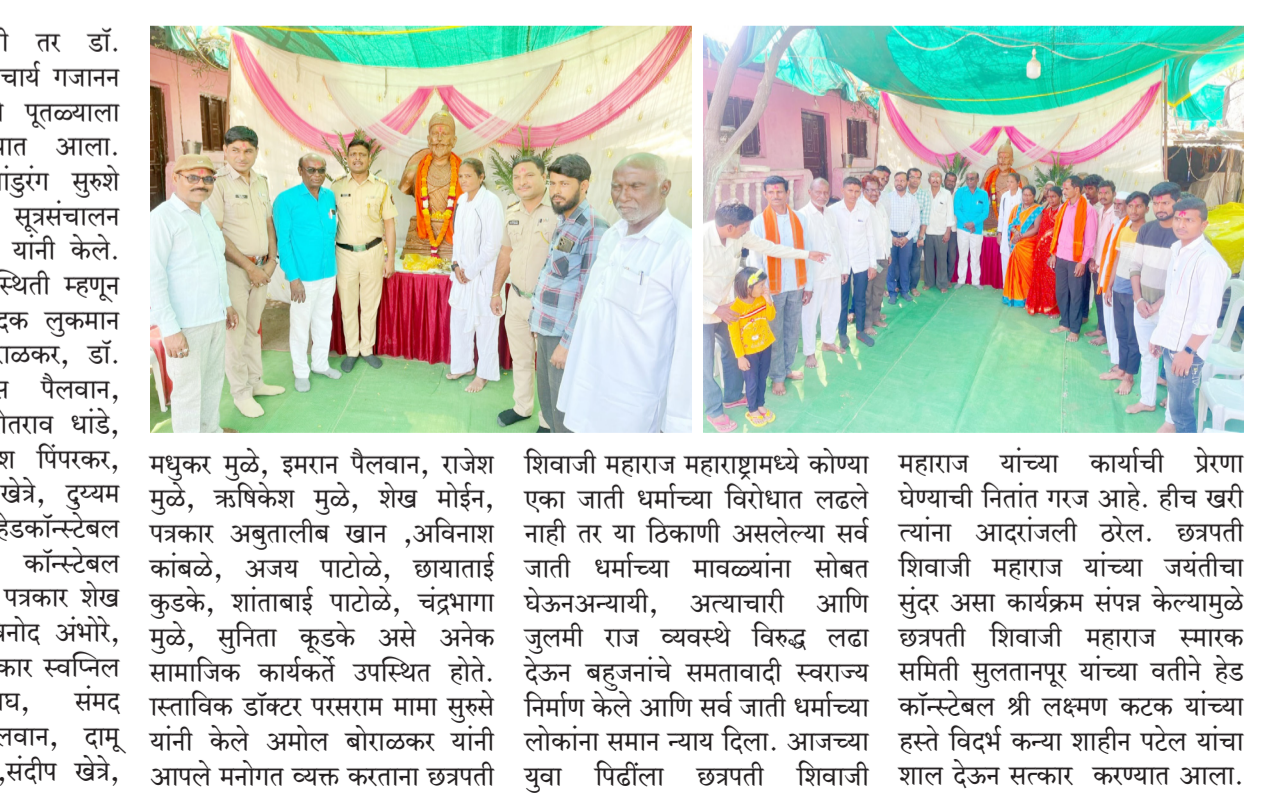 ी तर डॉ.
चार्य गजानन
पूतळ्याला
यात आला.
ांडुरंग सुरुशे
सूत्रसंचालन
यांनी केले.
स्थिती म्हणून
दक लुकमान
राळकर, डॉ.
स पैलवान,
ोतराव धांडे,
श पिंपरकर,
खेत्रे, दुय्यम
हेडकॉन्स्टेबल
कॉन्स्टेबल
पत्रकार शेख
वनोद अंभोरे,
कार स्वप्निल
ाघ, संमद
लवान, दामू
,संदीप खेत्रे,
मधुकर मुळे, इमरान पैलवान, राजेश
मुळे, ऋषिकेश मुळे, शेख मोईन,
पत्रकार अबुतालीब खान ,अविनाश
कांबळे, अजय पाटोळे, छायाताई
कुडके, शांताबाई पाटोळे, चंद्रभागा
मुळे, सुनिता कूडके असे अनेक
सामाजिक कार्यकर्ते उपस्थित होते.
ास्ताविक डॉक्टर परसराम मामा सुरुसे
यांनी केले अमोल बोराळकर यांनी
आपले मनोगत व्यक्त करताना छत्रपती
शिवाजी महाराज महाराष्ट्रामध्ये कोण्या
एका जाती धर्माच्या विरोधात लढले
नाही तर या ठिकाणी असलेल्या सर्व
जाती धर्माच्या मावळ्यांना सोबत
घेऊनअन्यायी, अत्याचारी आणि
जुलमी राज व्यवस्थे विरुद्ध लढा
देऊन बहुजनांचे समतावादी स्वराज्य
निर्माण केले आणि सर्व जाती धर्माच्या
लोकांना समान न्याय दिला. आजच्या
युवा पिढींला छत्रपती शिवाजी
महाराज यांच्या कार्याची प्रेरणा
घेण्याची नितांत गरज आहे. हीच खरी
त्यांना आदरांजली ठरेल. छत्रपती
शिवाजी महाराज यांच्या जयंतीचा
सुंदर असा कार्यक्रम संपन्न केल्यामुळे
छत्रपती शिवाजी महाराज स्मारक
समिती सुलतानपूर यांच्या वतीने हेड
कॉन्स्टेबल श्री लक्ष्मण कटक यांच्या
हस्ते विदर्भ कन्या शाहीन पटेल यांचा
शाल देऊन सत्कार करण्यात आला.